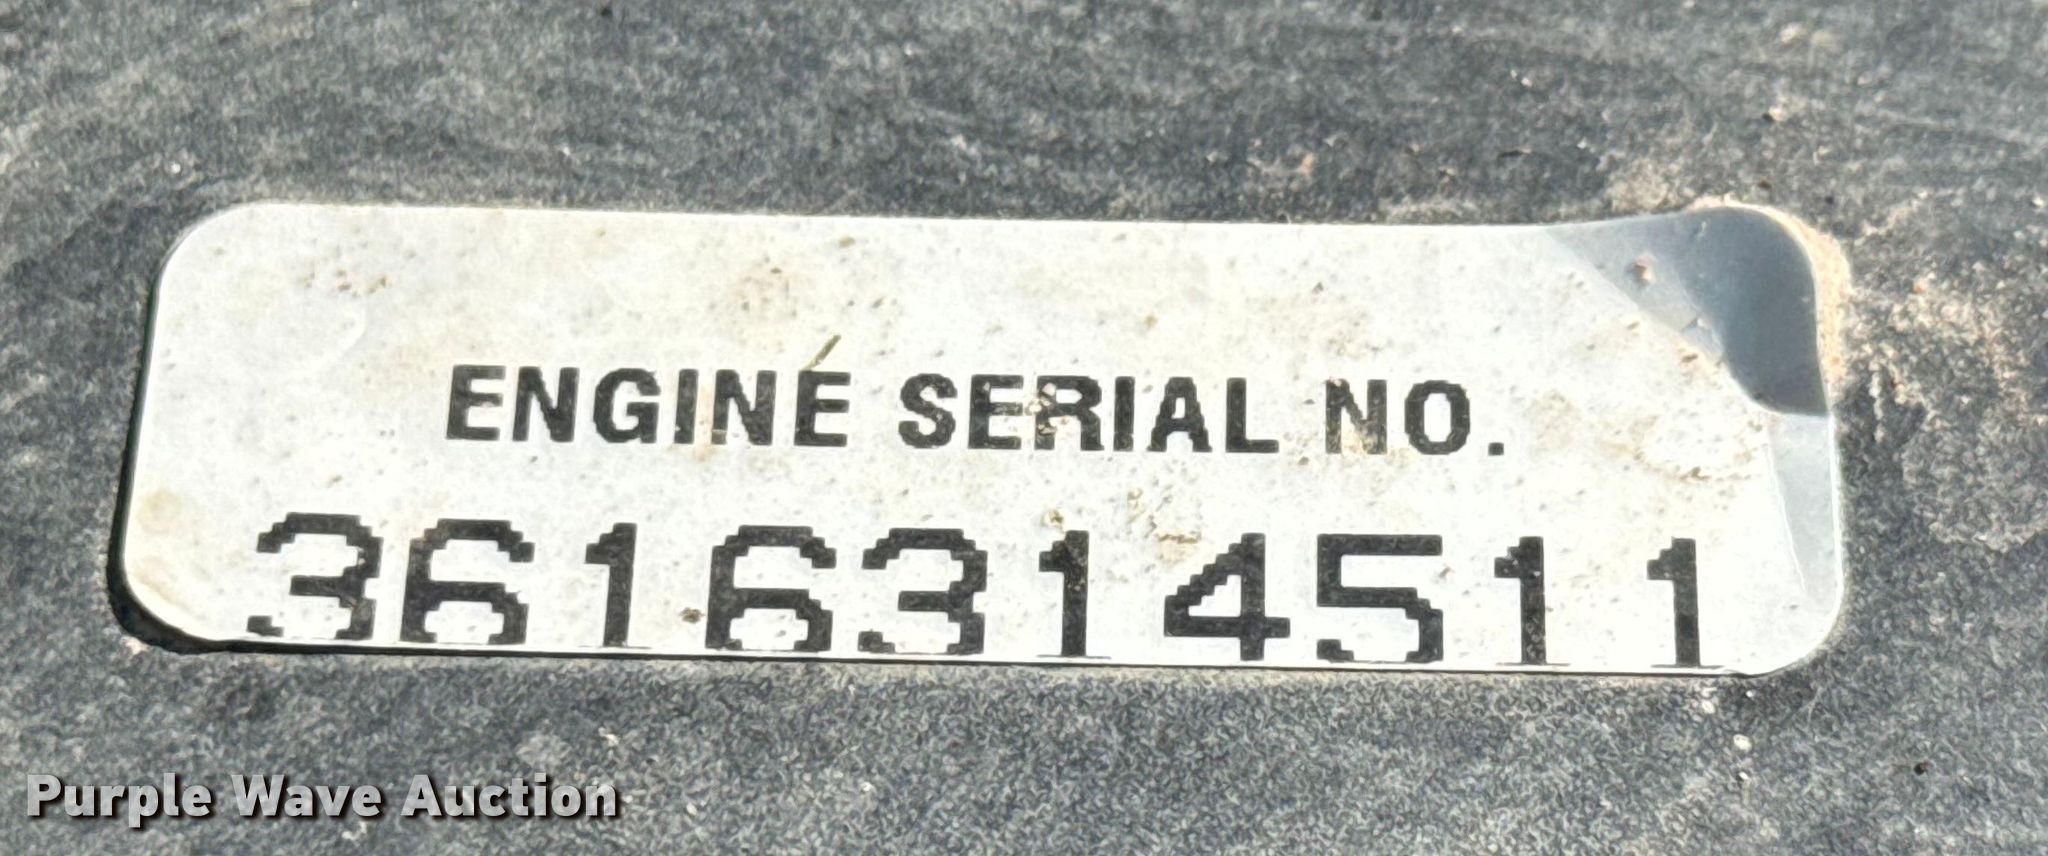 ENGINE SERIAL NO.
3616314511
Purple Wave Auction